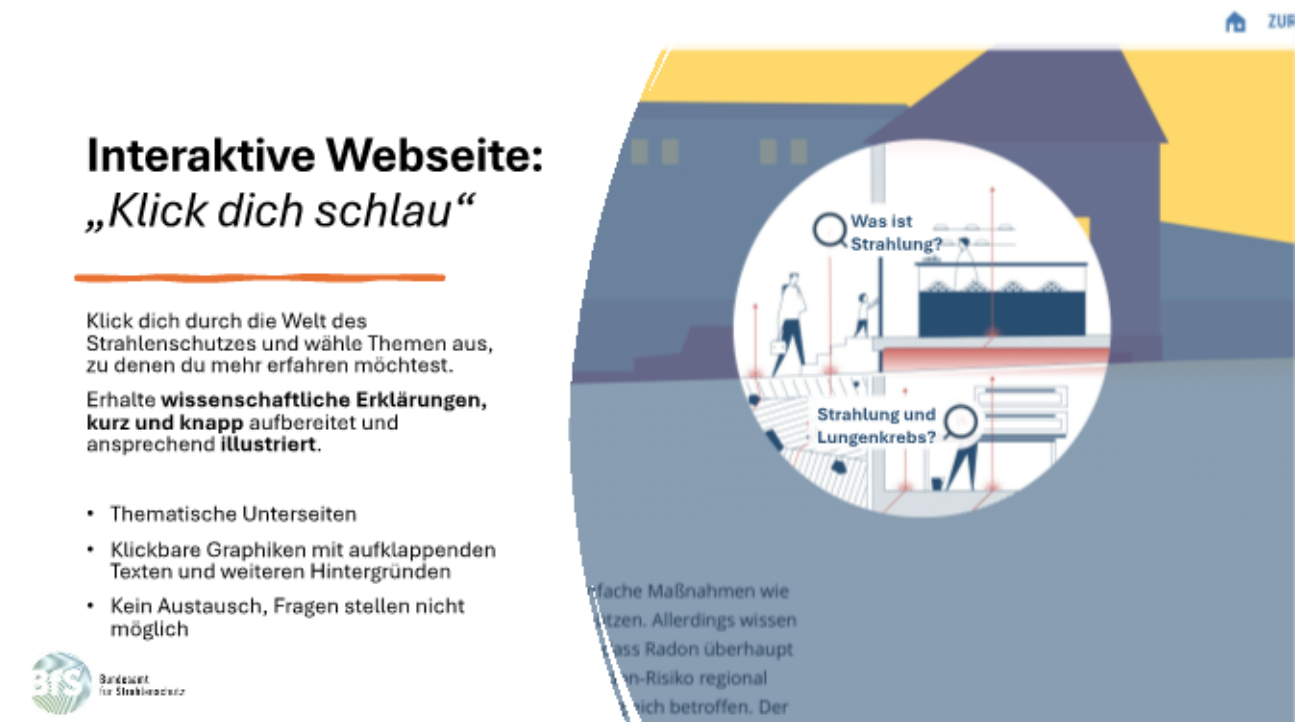 ZUR
Interaktive Webseite:
„Klick dich schlau“
Klick dich durch die Welt des
Strahlenschutzes und wähle Themen aus,
zu denen du mehr erfahren möchtest.
Erhalte wissenschaftliche Erklärungen,
kurz und knapp aufbereitet und
ansprechend illustriert.
• Thematische Unterseiten
• Klickbare Graphiken mit aufklappenden
Texten und weiteren Hintergründen
• Kein Austausch, Fragen stellen nicht
möglich
BfS
Bundesamt
für Strahlenschutz
Was ist
Strahlung?
Strahlung und
Lungenkrebs?
fache Maßnahmen wie
tzen. Allerdings wissen
ass Radon überhaupt
n-Risiko regional
eich betroffen. Der